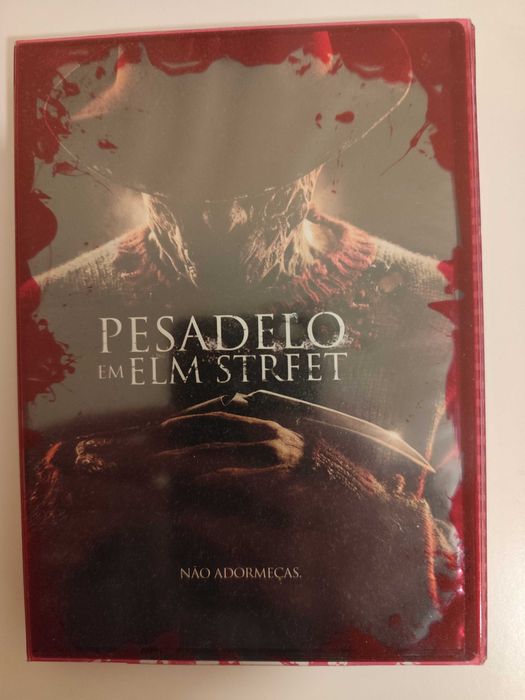 PESADELO
EM ELM STREET
NÃO ADORMEÇAS.